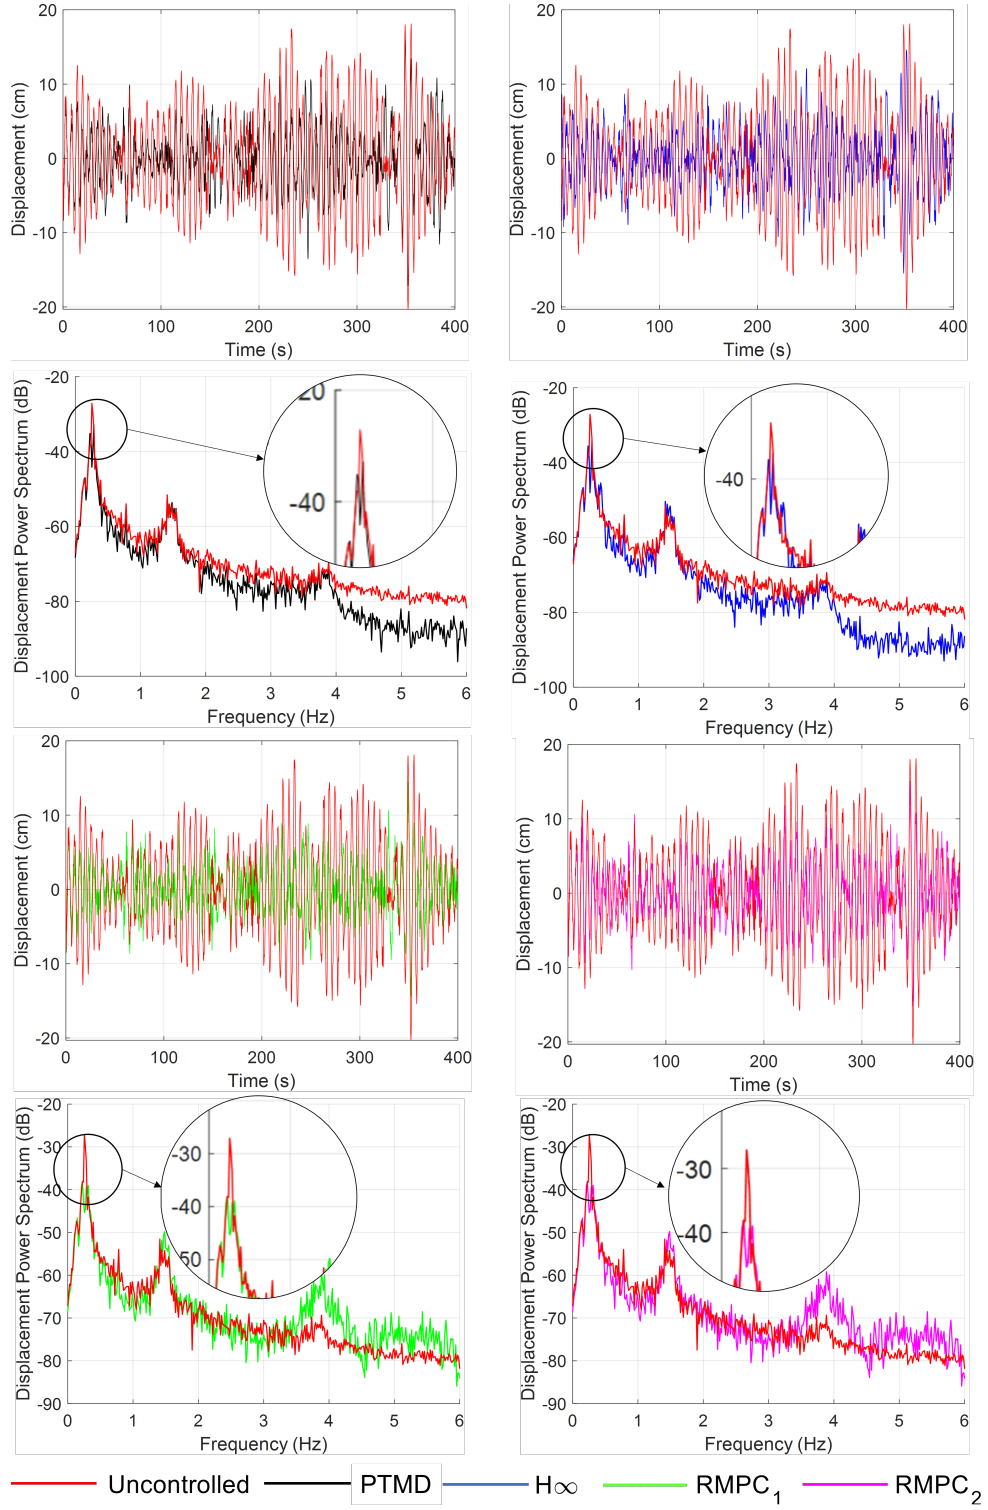 20
10
0
-10
-20
Displacement (cm)
0 100 200 300 400
Time (s)
20
10
0
-10
-20
Displacement (cm)
0 100 200 300 400
Time (s)
-20
-40
-60
-80
-100
Displacement Power Spectrum (dB)
20
-40
0 1 2 3 4 5 6
Frequency (Hz)
-20
-40
-60
-80
-100
Displacement Power Spectrum (dB)
-40
0 1 2 3 4 5 6
Frequency (Hz)
20
10
0
-10
-20
Displacement (cm)
0 100 200 300 400
Time (s)
20
10
0
-10
-20
Displacement (cm)
0 100 200 300 400
Time (s)
-20
-30
-40
-50
-60
-70
-80
-90
Displacement Power Spectrum (dB)
-30
-40
50
0 1 2 3 4 5 6
Frequency (Hz)
-20
-30
-40
-50
-60
-70
-80
-90
Displacement Power Spectrum (dB)
-30
-40
0 1 2 3 4 5 6
Frequency (Hz)
Uncontrolled PTMD H∞ RMPC₁ RMPC₂